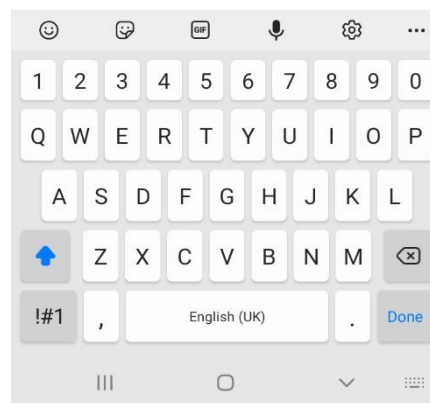 GIF
1 2 3 4 5 6 7 8 9 0
Q W E R T Y U I O P
A S D F G H J K L
Z X C V B N M
!#1 , English (UK) . Done